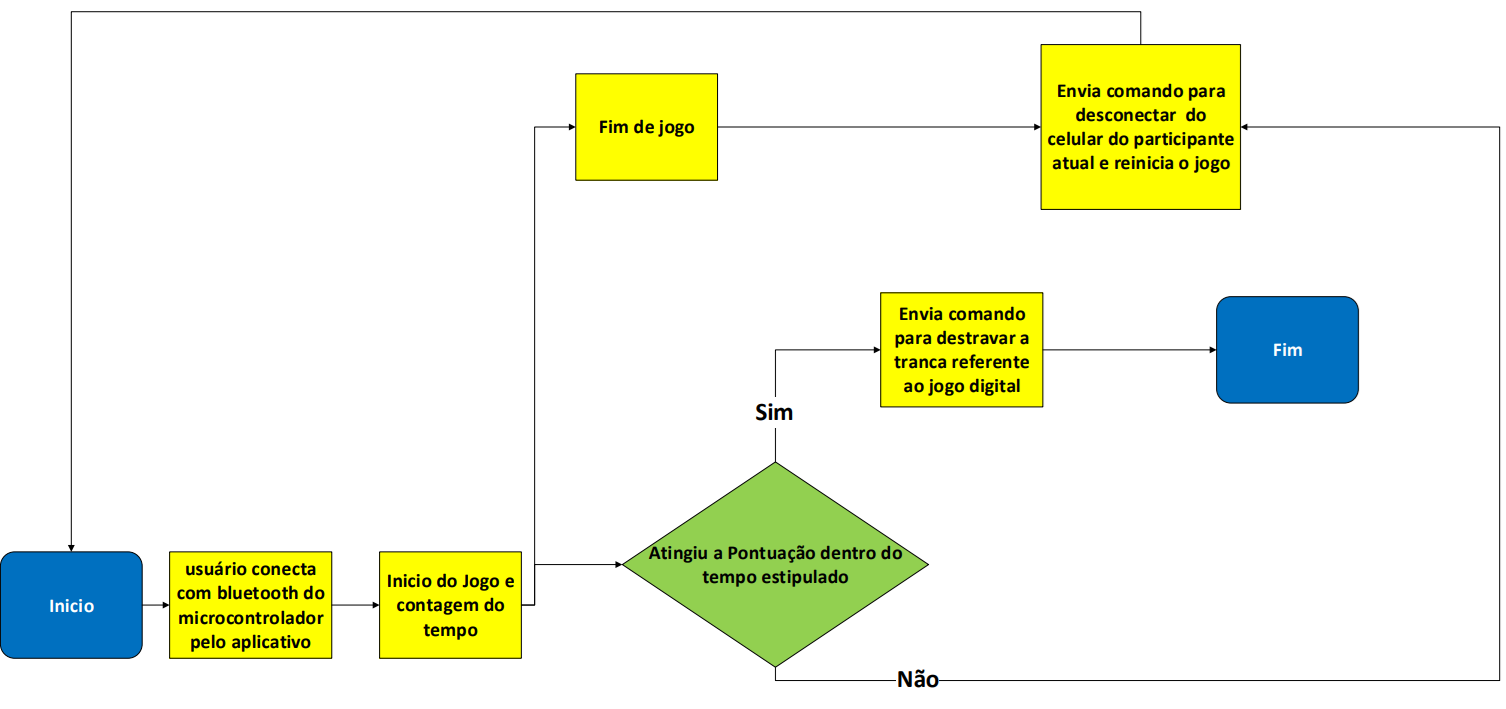 Fim de jogo
Envia comando para
desconectar do
celular do participante
atual e reinicia o jogo
Envia comando
para destravar a
tranca referente
ao jogo digital
Fim
Sim
Atingiu a Pontuação dentro do
tempo estipulado
Inicio
usuário conecta
com bluetooth do
microcontrolador
pelo aplicativo
Inicio do Jogo e
contagem do
tempo
Não